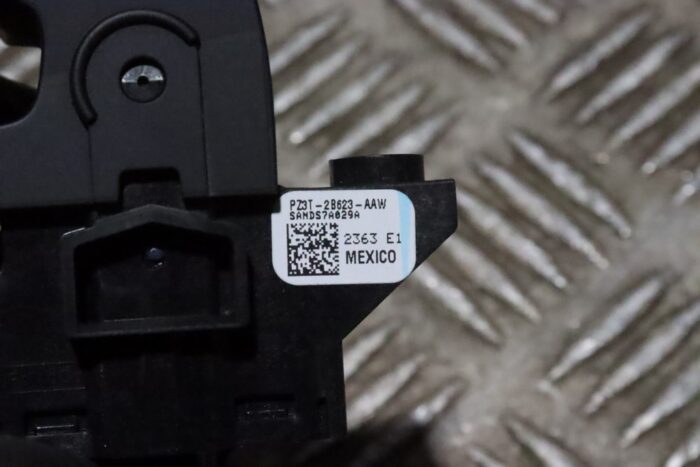 PZ3T-2B623-AAW
SANDS7A029A
2363 E1
MEXICO